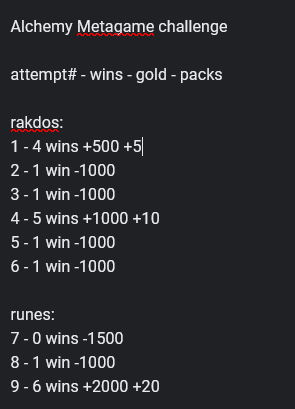 Alchemy Metagame challenge
attempt# - wins - gold - packs
rakdos:
1 - 4 wins +500 +5
2 - 1 win -1000
3 - 1 win -1000
4 - 5 wins +1000 +10
5 - 1 win -1000
6 - 1 win -1000
runes:
7 - 0 wins -1500
8 - 1 win -1000
9 - 6 wins +2000 +20